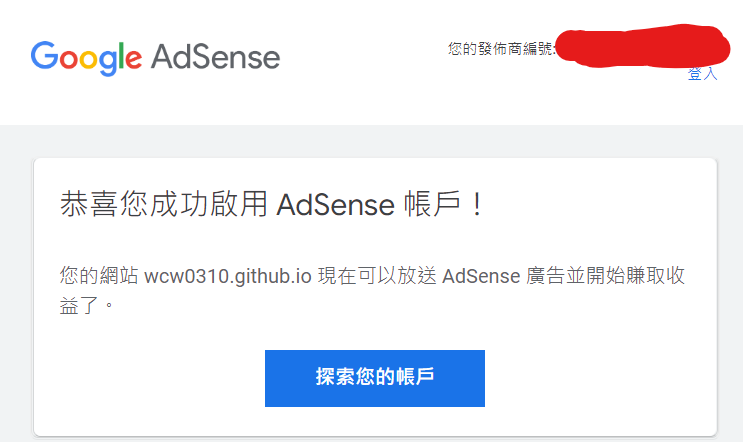 Google AdSense
您的發佈商編號:
登入
恭喜您成功啟用 AdSense 帳戶！
您的網站 wcw0310.github.io 現在可以放送 AdSense 廣告並開始賺取收
益了。
探索您的帳戶